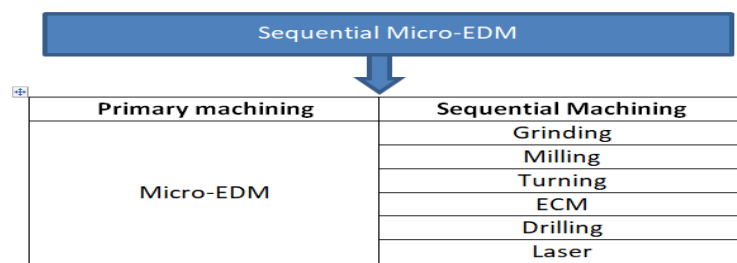 Sequential Micro-EDM
Primary machining
Sequential Machining
Micro-EDM
Grinding
Milling
Turning
ECM
Drilling
Laser